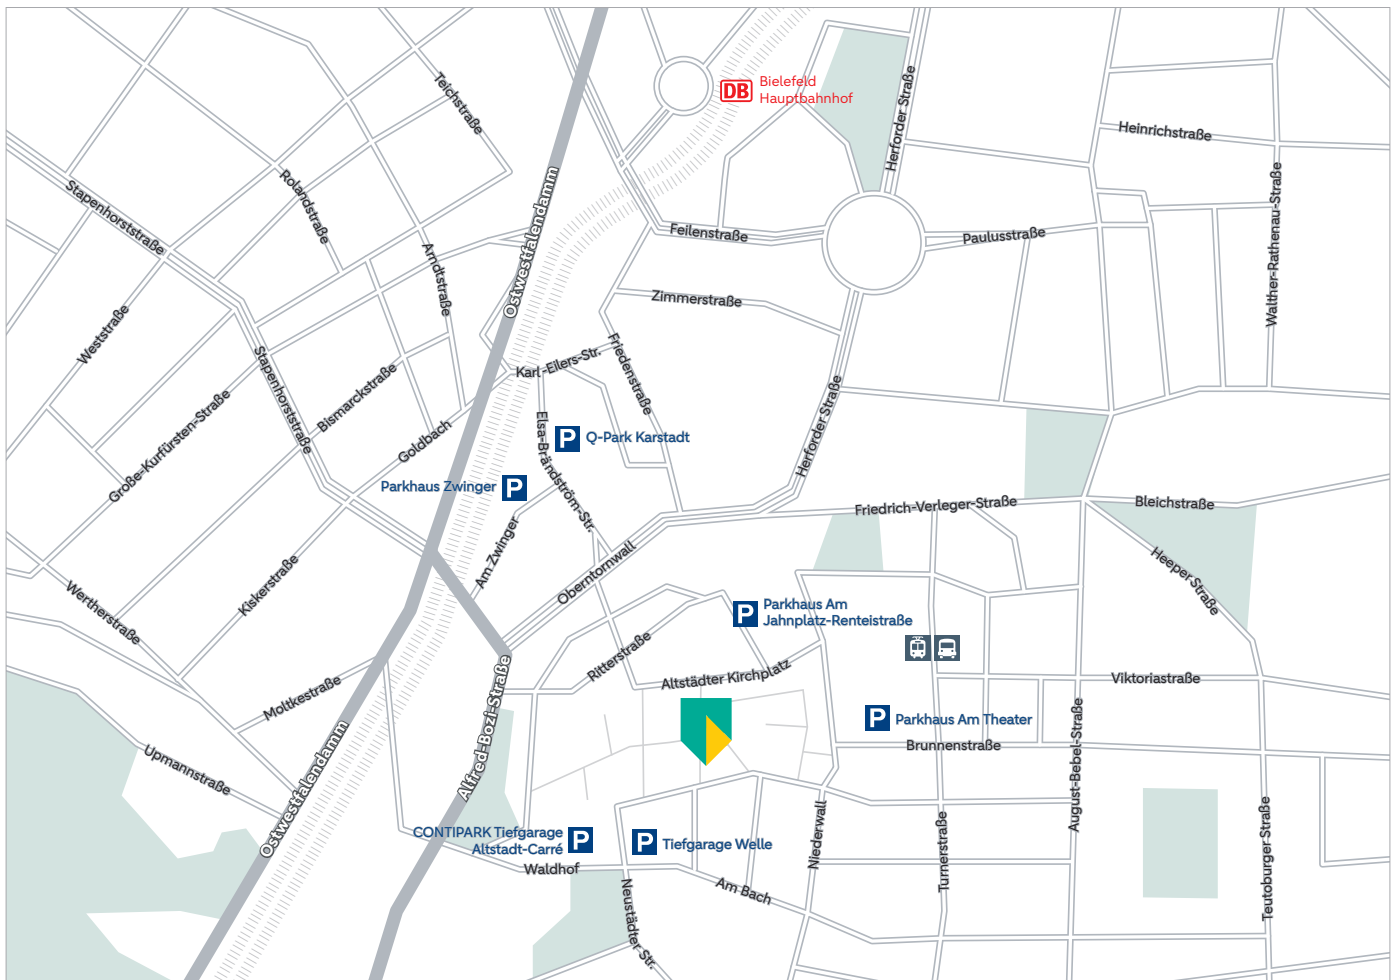 DB
Bielefeld
Hauptbahnhof
Teichstraße
Herforder Straße
Heinrichstraße
Rolandstraße
Stapenhorststraße
Ostwestfalendamm
Walther-Rathenau-Straße
Feilenstraße
Paulusstraße
Arndtstraße
Zimmerstraße
Weststraße
Karl-Eilers-Str.
Friedenstraße
Stapenhorststraße
Bismarckstraße
Große-Kurfürsten-Straße
Goldbach
Elsa-Brändström-Str.
P
Q-Park Karstadt
Herforder Straße
Parkhaus Zwinger
P
Friedrich-Verleger-Straße
Bleichstraße
Am Zwinger
Oberntorwall
Heeper Straße
Kiskerstraße
Wertherstraße
P
Parkhaus Am
Jahnplatz-Renteistraße
Ritterstraße
Altstädter Kirchplatz
Viktoriastraße
Moltkestraße
Alfred-Bozi-Straße
P
Parkhaus Am Theater
Brunnenstraße
August-Bebel-Straße
Upmannstraße
Ostwestfalendamm
CONTIPARK Tiefgarage
Altstadt-Carré
P
P
Tiefgarage Welle
Niederwall
Turnerstraße
Teutoburger-Straße
Waldhof
Am Bach
Neustädter Str.